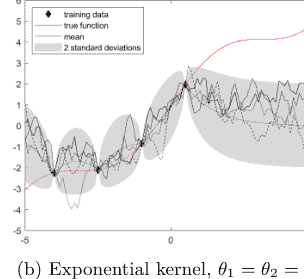 6
training data
true function
5
mean
4
2 standard deviations
3
2
1
0
-1
-2
-3
-4
-5
-5
0
(b) Exponential kernel, θ₁ = θ₂ =